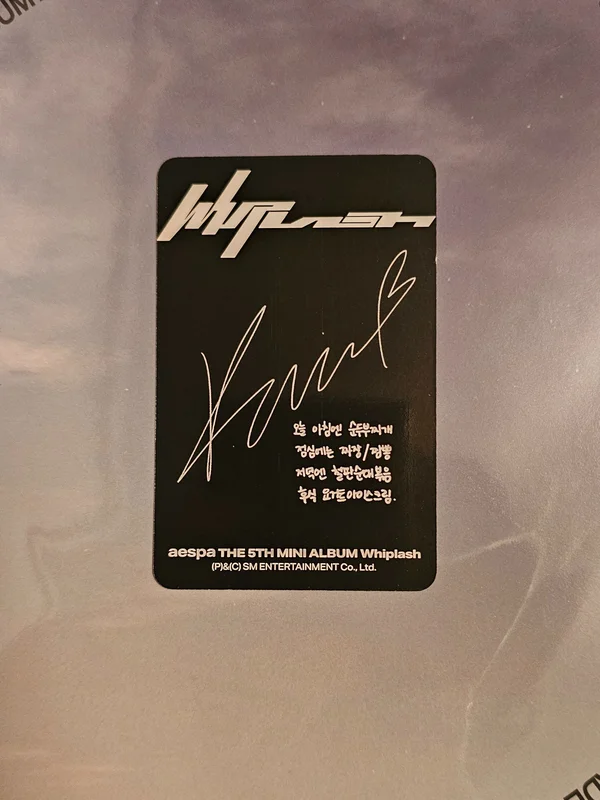 Whiplash
Karina
오늘 아침엔 순두부찌개
점심에는 짜장/짬뽕
저녁엔 철판순대볶음
후식 요거트아이스크림.
aespa THE 5TH MINI ALBUM Whiplash
(P)&(C) SM ENTERTAINMENT Co., Ltd.